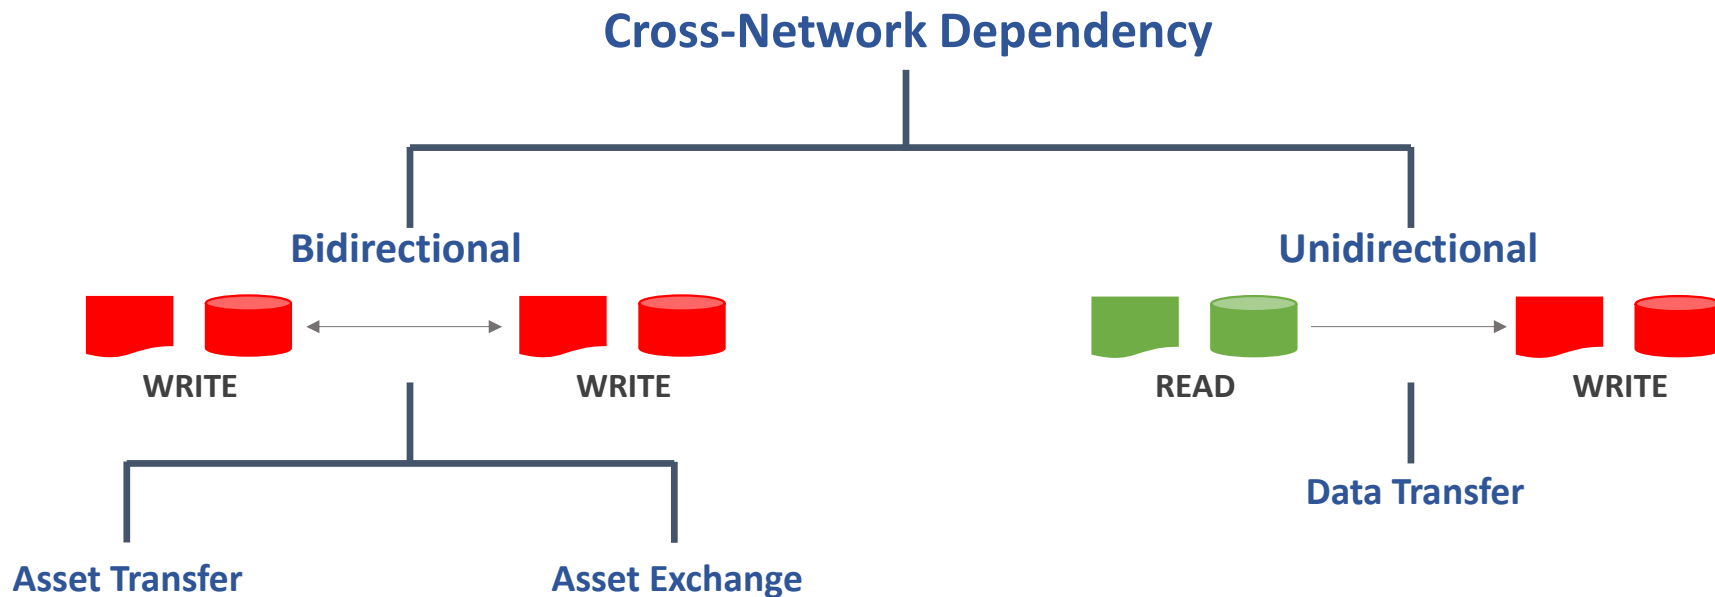 Cross-Network Dependency
Bidirectional
Unidirectional
WRITE
WRITE
READ
WRITE
Data Transfer
Asset Transfer
Asset Exchange